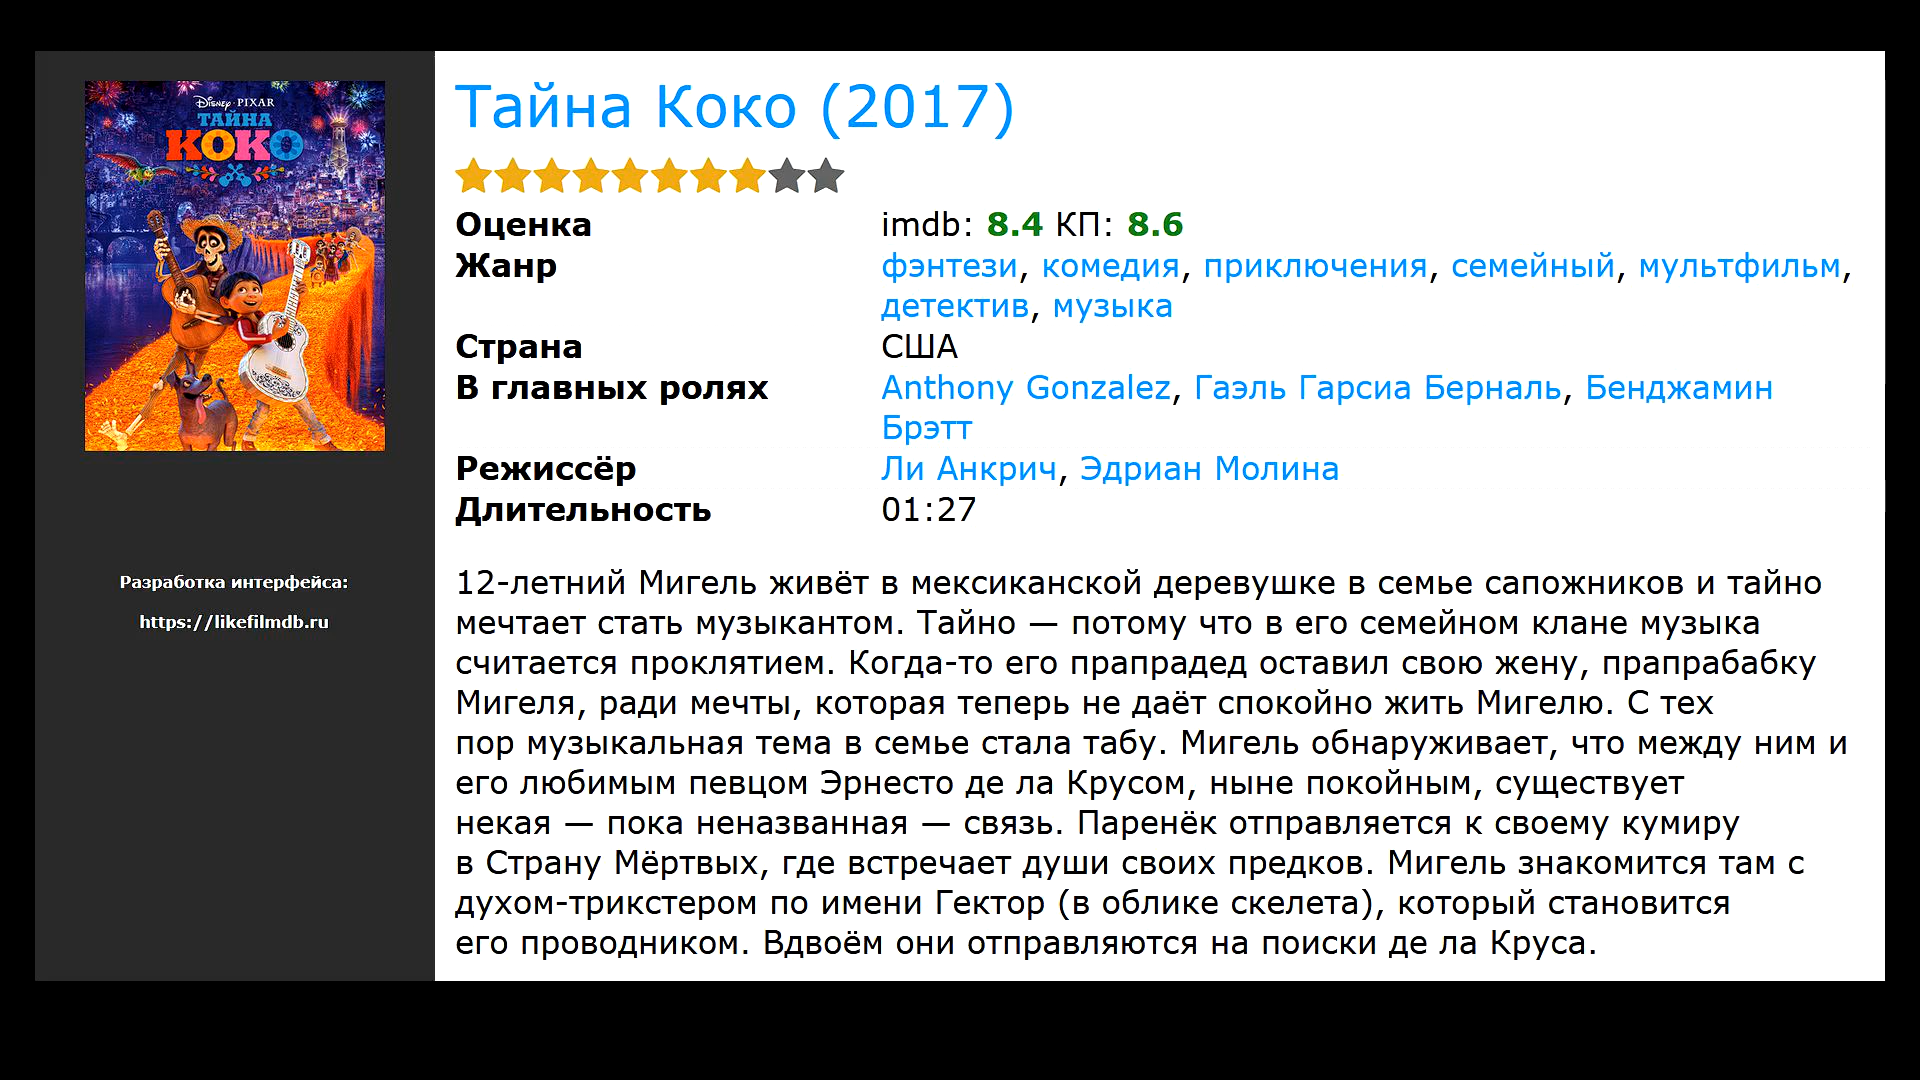 Disney · PIXAR
ТАЙНА
КОКО
Разработка интерфейса:
https://likefilmdb.ru
Тайна Коко (2017)
Оценка imdb: 8.4 КП: 8.6
Жанр фэнтези, комедия, приключения, семейный, мультфильм,
детектив, музыка
Страна США
В главных ролях Anthony Gonzalez, Гаэль Гарсиа Берналь, Бенджамин
Брэтт
Режиссёр Ли Анкрич, Эдриан Молина
Длительность 01:27
12-летний Мигель живёт в мексиканской деревушке в семье сапожников и тайно
мечтает стать музыкантом. Тайно — потому что в его семейном клане музыка
считается проклятием. Когда-то его прапрадед оставил свою жену, прапрабабку
Мигеля, ради мечты, которая теперь не даёт спокойно жить Мигелю. С тех
пор музыкальная тема в семье стала табу. Мигель обнаруживает, что между ним и
его любимым певцом Эрнесто де ла Крусом, ныне покойным, существует
некая — пока неназванная — связь. Паренёк отправляется к своему кумиру
в Страну Мёртвых, где встречает души своих предков. Мигель знакомится там с
духом-трикстером по имени Гектор (в облике скелета), который становится
его проводником. Вдвоём они отправляются на поиски де ла Круса.